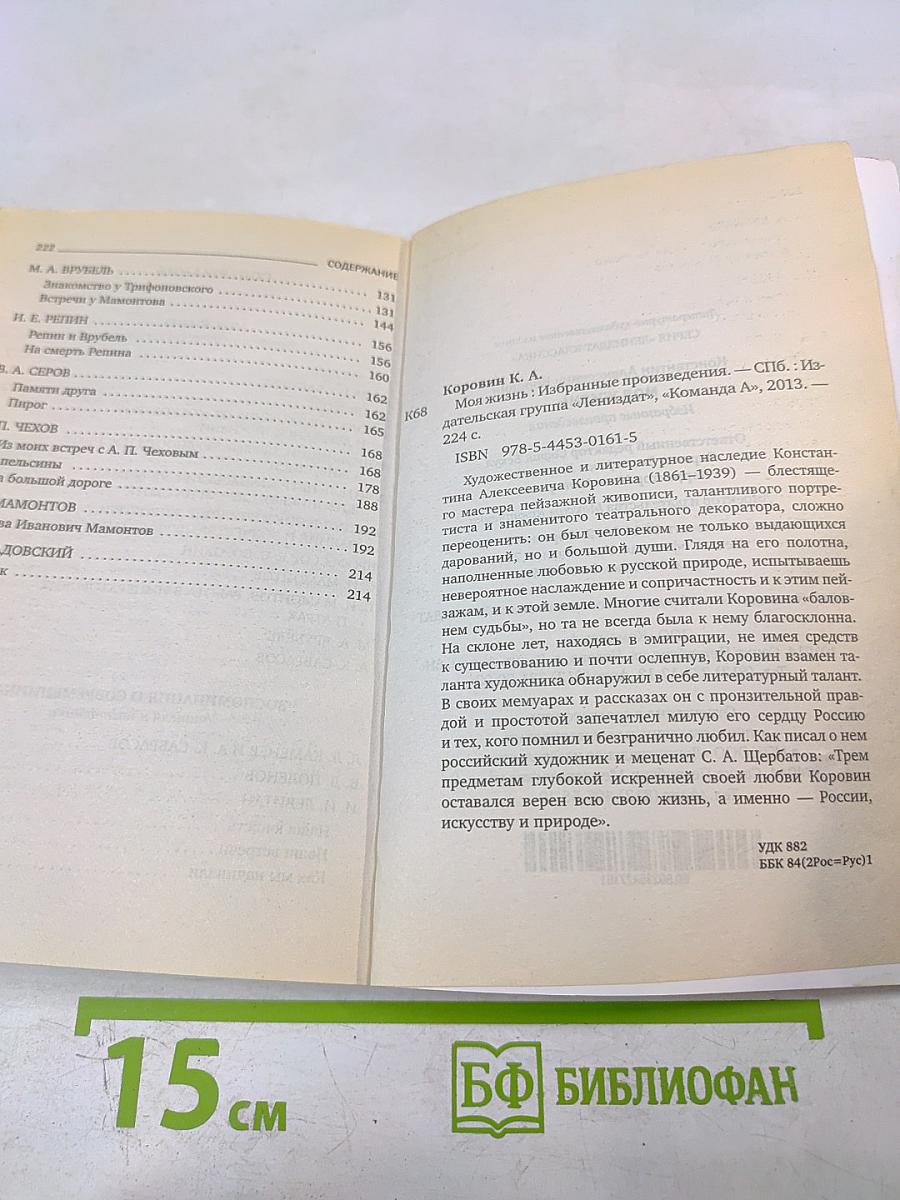 222
СОДЕРЖАНИЕ
М. А. ВРУБЕЛЬ ........ 131
Знакомство у Трифоновского ........ 131
Встречи у Мамонтова ........ 144
И. Е. РЕПИН ........ 156
Репин и Врубель ........ 156
На смерть Репина ........ 160
В. А. СЕРОВ ........ 162
Памяти друга ........ 162
Пирог ........ 165
П. ЧЕХОВ ........ 168
Из моих встреч с А. П. Чеховым ........ 168
пельсины ........ 178
а большой дороге ........ 188
МАМОНТОВ ........ 192
ва Иванович Мамонтов ........ 192
ДОВСКИЙ ........ 214
к ........ 214
Коровин К. А.
К68
Моя жизнь : Избранные произведения. — СПб. : Из-
дательская группа «Лениздат», «Команда А», 2013. —
224 с.
ISBN 978-5-4453-0161-5
Художественное и литературное наследие Констан-
тина Алексеевича Коровина (1861–1939) — блестяще-
го мастера пейзажной живописи, талантливого портре-
тиста и знаменитого театрального декоратора, сложно
переоценить: он был человеком не только выдающихся
дарований, но и большой души. Глядя на его полотна,
наполненные любовью к русской природе, испытываешь
невероятное наслаждение и сопричастность и к этим пей-
зажам, и к этой земле. Многие считали Коровина «балов-
нем судьбы», но та не всегда была к нему благосклонна.
На склоне лет, находясь в эмиграции, не имея средств
к существованию и почти ослепнув, Коровин взамен та-
ланта художника обнаружил в себе литературный талант.
В своих мемуарах и рассказах он с пронзительной прав-
дой и простотой запечатлел милую его сердцу Россию
и тех, кого помнил и безгранично любил. Как писал о нем
российский художник и меценат С. А. Щербатов: «Трем
предметам глубокой искренней своей любви Коровин
оставался верен всю свою жизнь, а именно — России,
искусству и природе».
УДК 882
ББК 84(2Рос=Рус)1
15 см
БФ БИБЛИОФАН